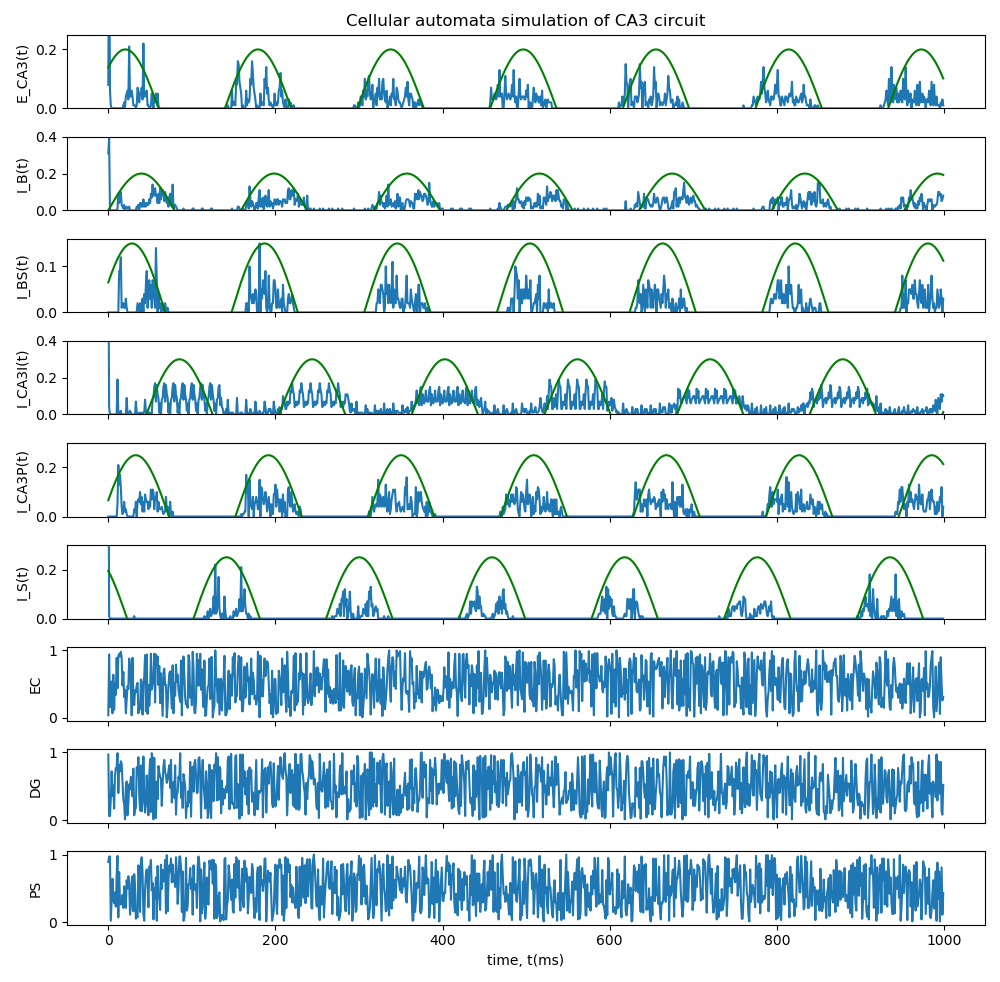 Cellular automata simulation of CA3 circuit
E_CA3(t)
0.2
0.0
I_B(t)
0.4
0.2
0.0
I_BS(t)
0.1
0.0
I_CA3I(t)
0.4
0.2
0.0
I_CA3P(t)
0.2
0.0
I_S(t)
0.2
0.0
EC
1
0
DG
1
0
PS
1
0
0 200 400 600 800 1000
time, t(ms)